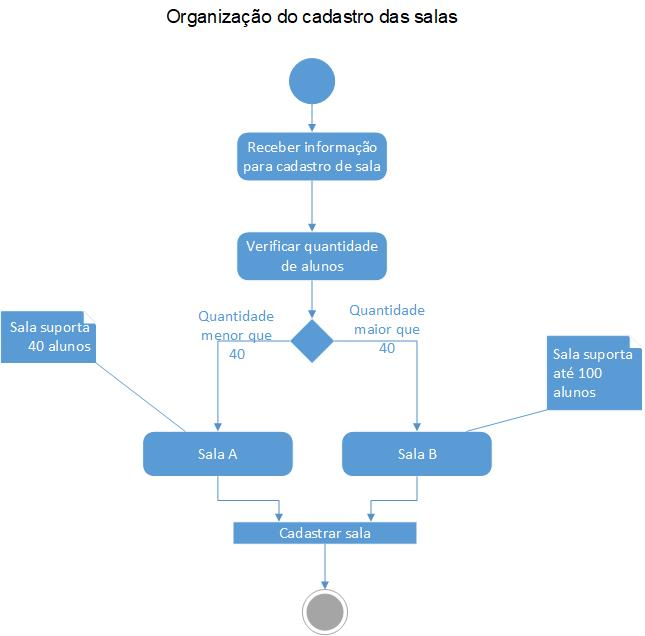 Organização do cadastro das salas
Receber informação
para cadastro de sala
Verificar quantidade
de alunos
Quantidade
menor que
40
Quantidade
maior que
40
Sala suporta
40 alunos
Sala suporta
até 100
alunos
Sala A
Sala B
Cadastrar sala